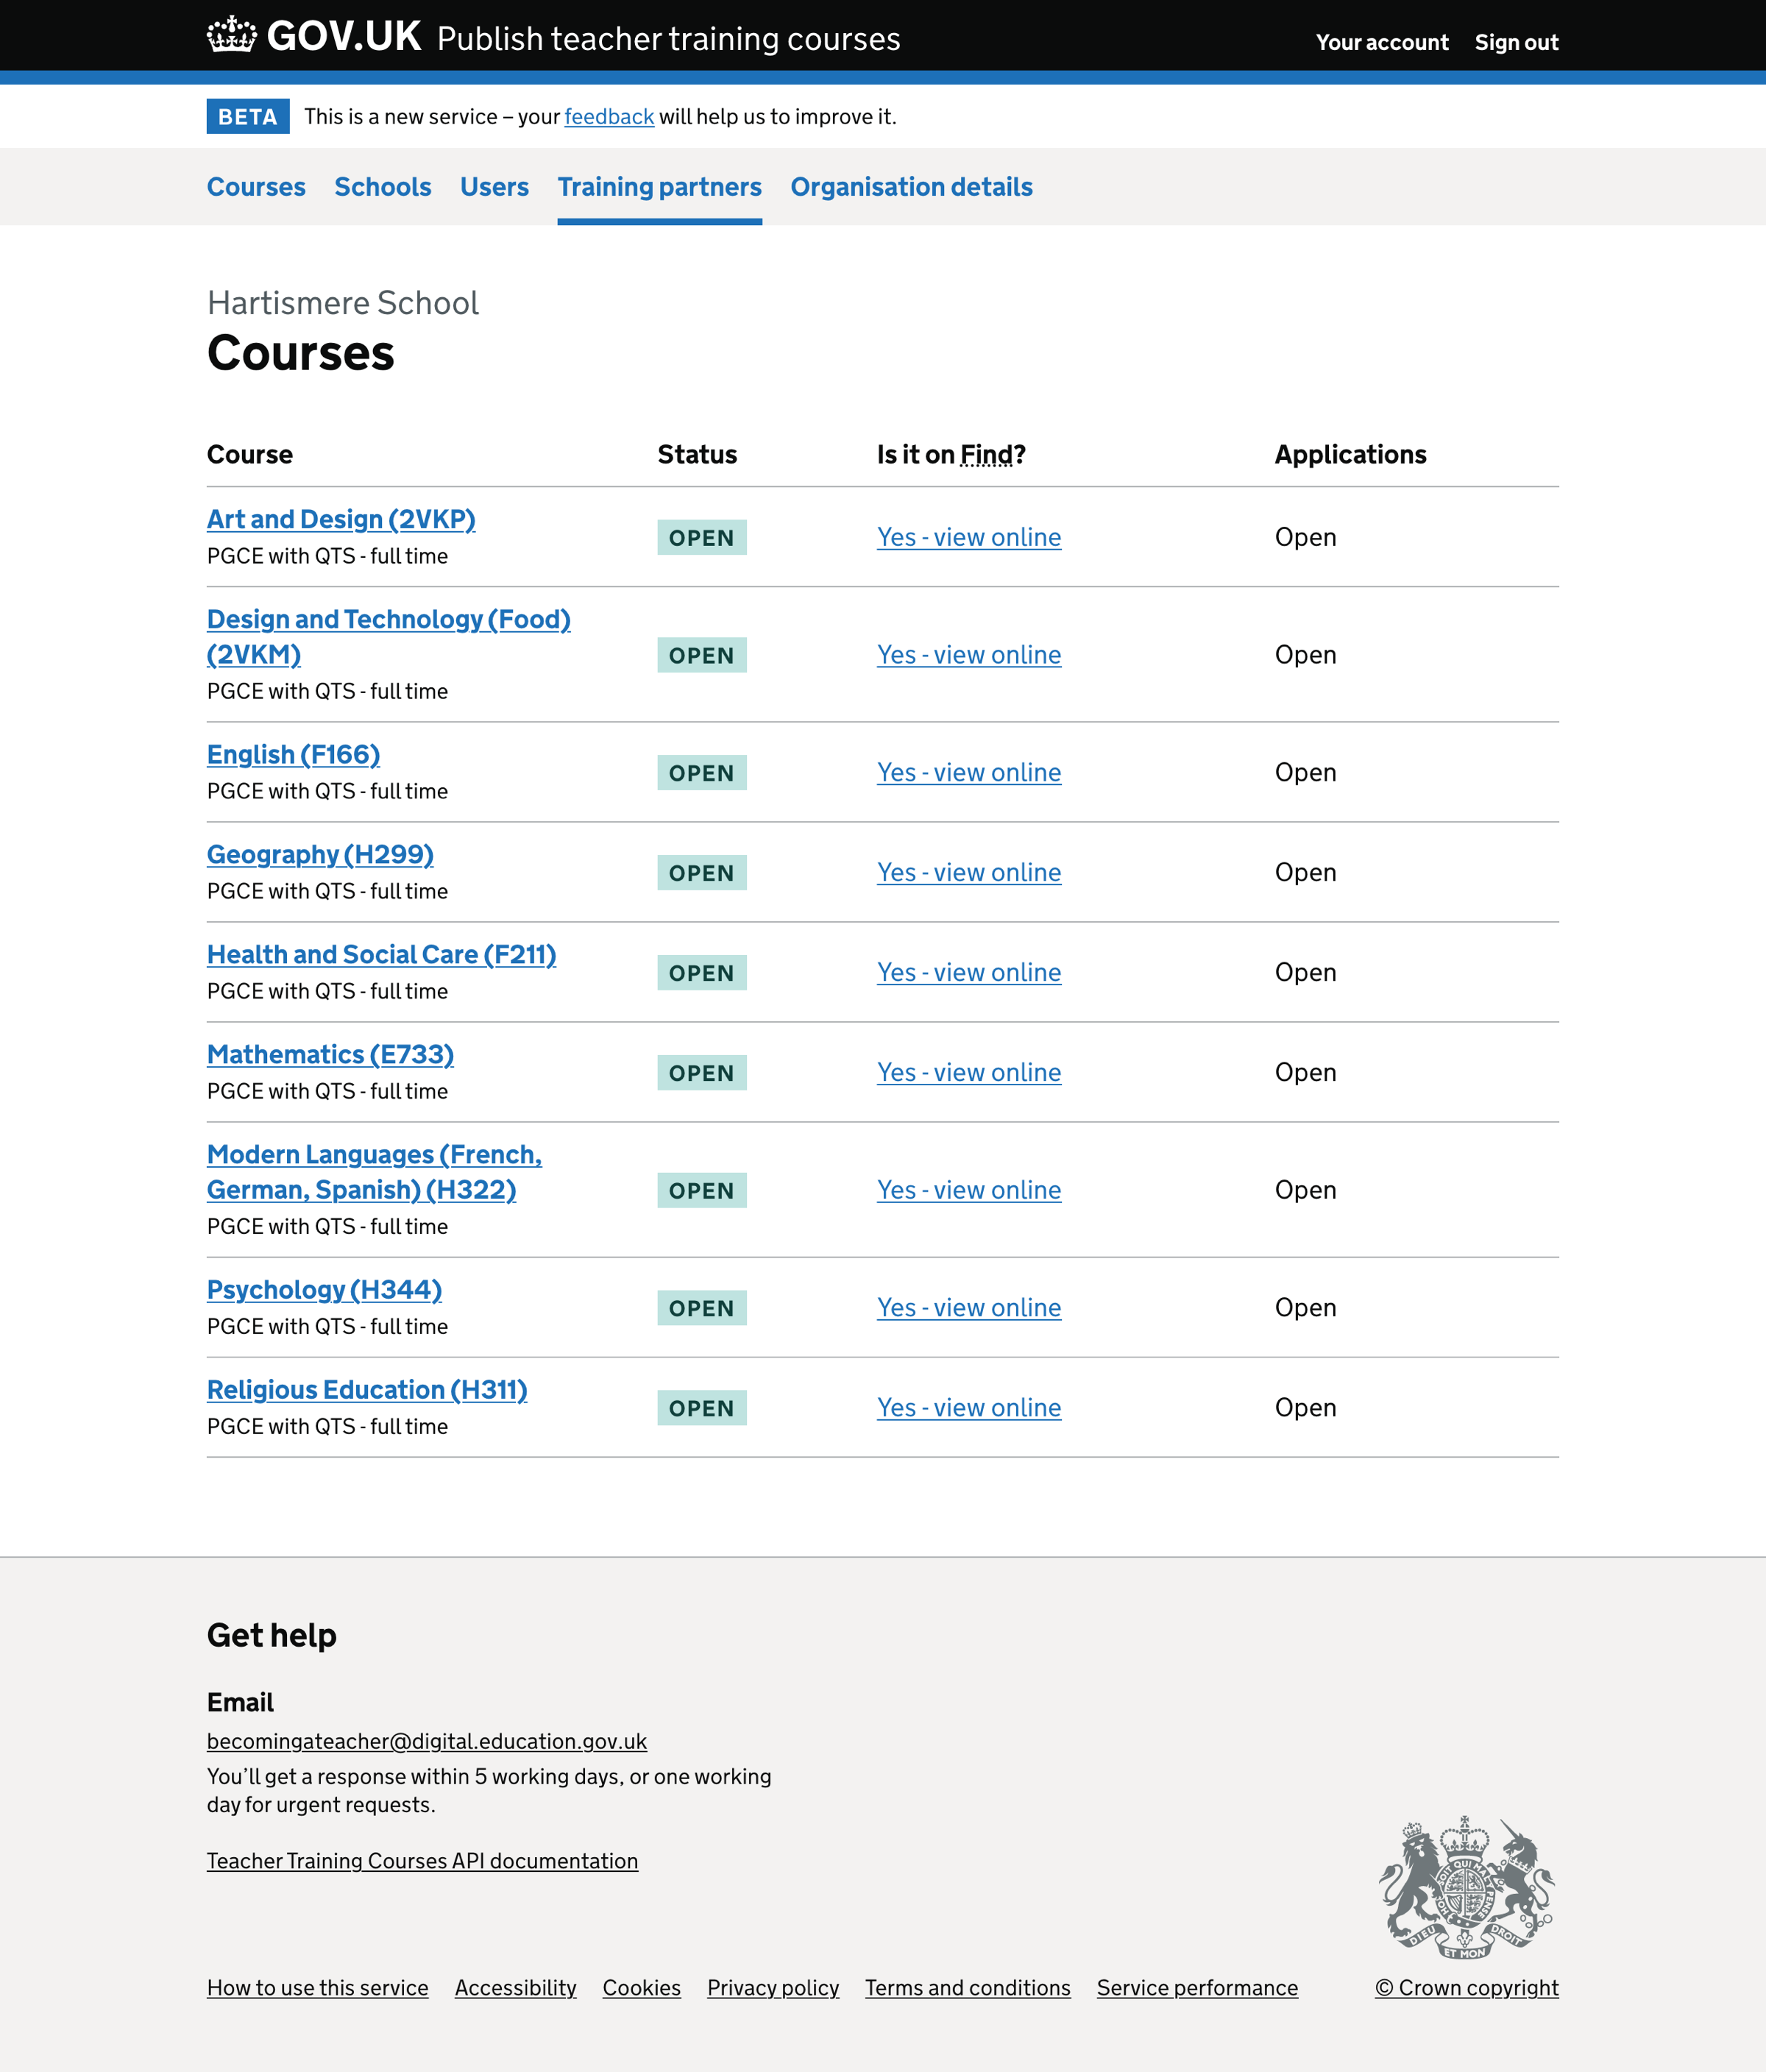 GOV.UK Publish teacher training courses Your account Sign out
BETA This is a new service – your feedback will help us to improve it.
Courses Schools Users Training partners Organisation details
Hartismere School
Courses
Course Status Is it on Find? Applications
Art and Design (2VKP)
PGCE with QTS - full time
OPEN Yes - view online Open
Design and Technology (Food)
(2VKM)
PGCE with QTS - full time
OPEN Yes - view online Open
English (F166)
PGCE with QTS - full time
OPEN Yes - view online Open
Geography (H299)
PGCE with QTS - full time
OPEN Yes - view online Open
Health and Social Care (F211)
PGCE with QTS - full time
OPEN Yes - view online Open
Mathematics (E733)
PGCE with QTS - full time
OPEN Yes - view online Open
Modern Languages (French,
German, Spanish) (H322)
PGCE with QTS - full time
OPEN Yes - view online Open
Psychology (H344)
PGCE with QTS - full time
OPEN Yes - view online Open
Religious Education (H311)
PGCE with QTS - full time
OPEN Yes - view online Open
Get help
Email
becomingateacher@digital.education.gov.uk
You’ll get a response within 5 working days, or one working
day for urgent requests.
Teacher Training Courses API documentation
DIEU ET MON DROIT
How to use this service Accessibility Cookies Privacy policy Terms and conditions Service performance © Crown copyright